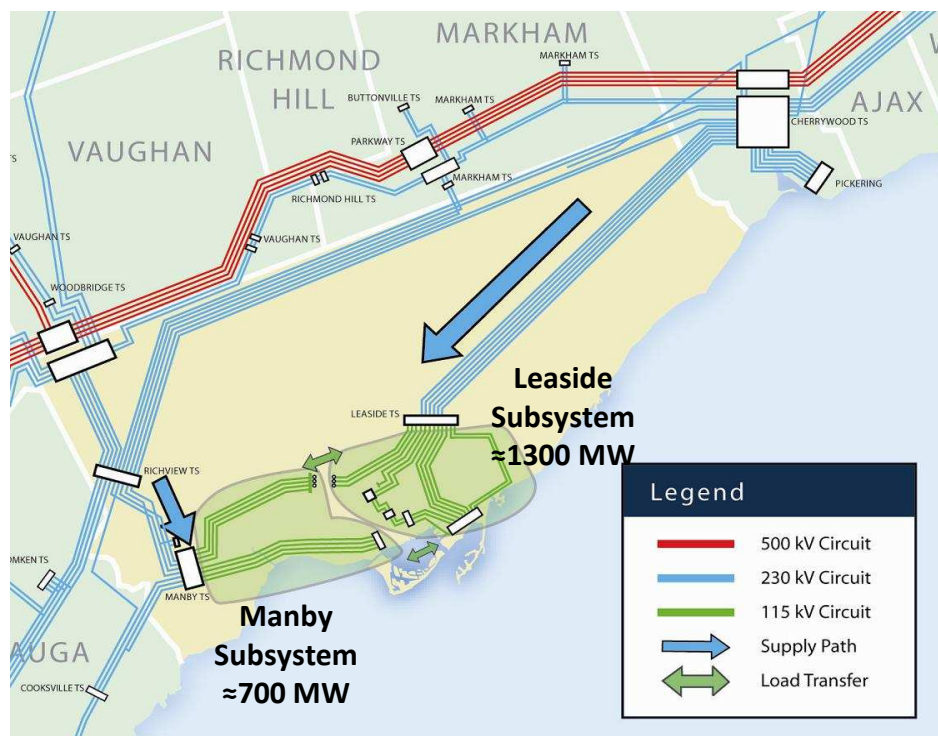 MARKHAM
MARKHAM TS
RICHMOND
HILL
BUTTONVILLE TS
MARKHAM TS
AJAX
CHERRYWOOD TS
VAUGHAN
PARKWAY TS
MARKHAM TS
PICKERING
RICHMOND HILL TS
VAUGHAN TS
VAUGHAN TS
WOODBRIDGE TS
Leaside
Subsystem
≈1300 MW
LEASIDE TS
RICHVIEW TS
OMKEN TS
MANBY TS
Manby
Subsystem
≈700 MW
AUGA
COOKSVILLE TS
Legend
500 kV Circuit
230 kV Circuit
115 kV Circuit
Supply Path
Load Transfer